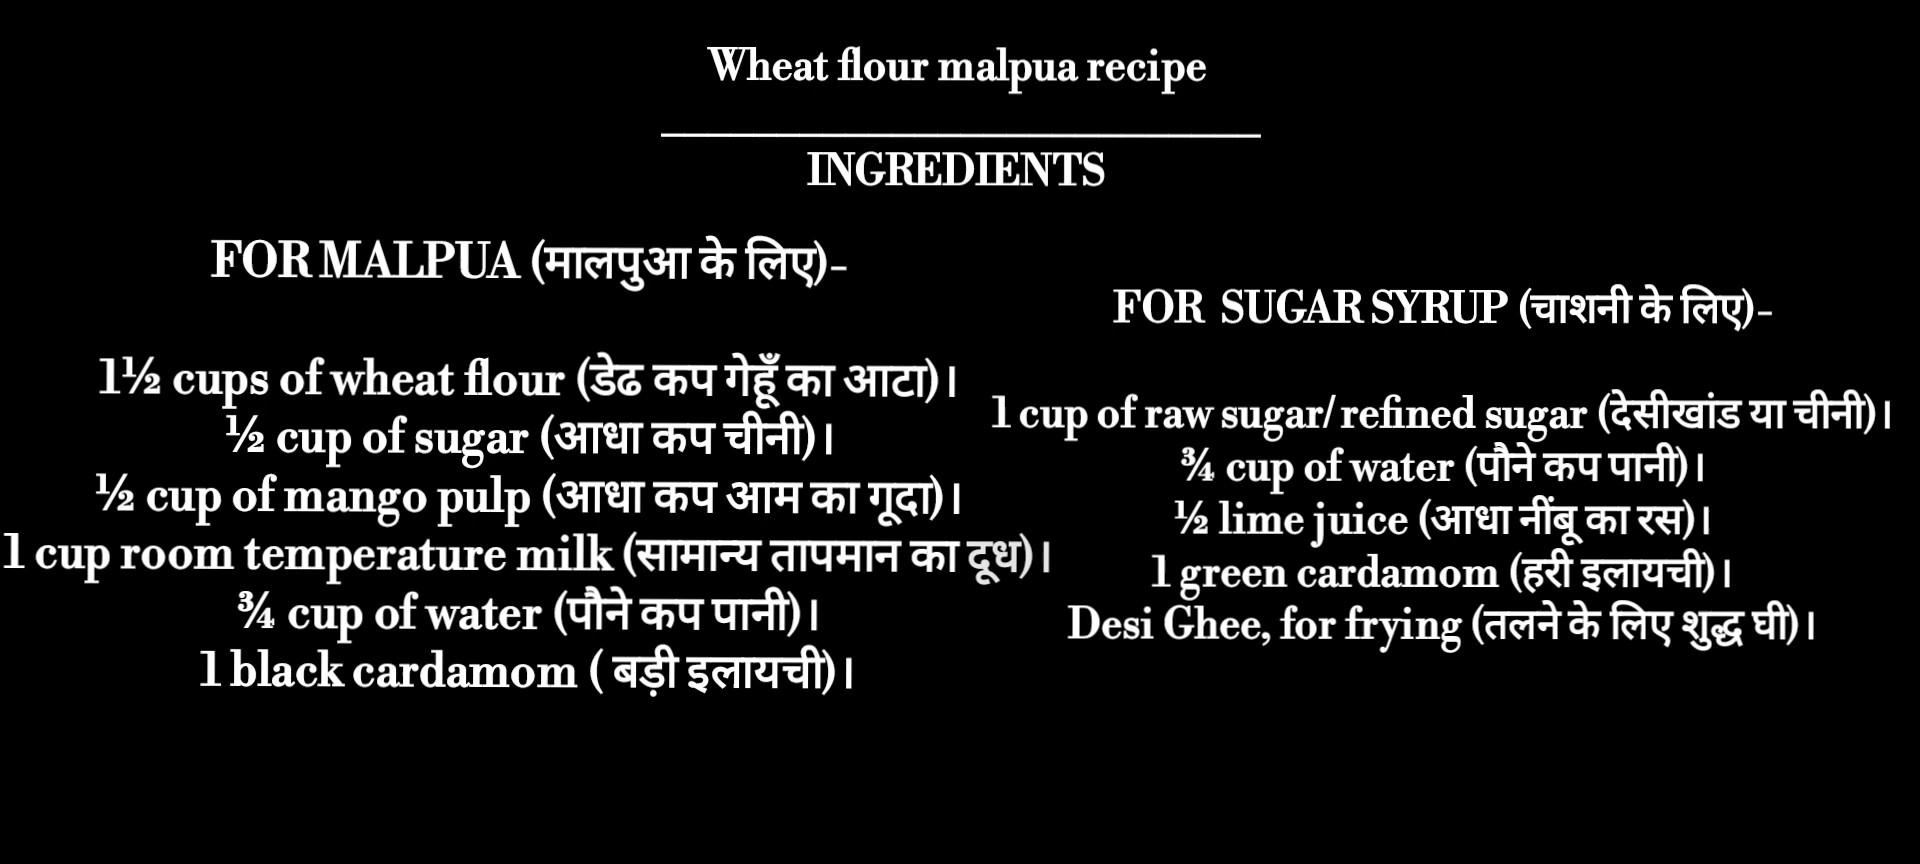 Wheat flour malpua recipe
INGREDIENTS
FOR MALPUA (मालपुआ के लिए)-
1½ cups of wheat flour (डेढ कप गेहूँ का आटा)।
½ cup of sugar (आधा कप चीनी)।
½ cup of mango pulp (आधा कप आम का गूदा)।
1 cup room temperature milk (सामान्य तापमान का दूध)।
¾ cup of water (पौने कप पानी)।
1 black cardamom ( बड़ी इलायची)।
FOR SUGAR SYRUP (चाशनी के लिए)-
1 cup of raw sugar/ refined sugar (देसीखांड या चीनी)।
¾ cup of water (पौने कप पानी)।
½ lime juice (आधा नींबू का रस)।
1 green cardamom (हरी इलायची)।
Desi Ghee, for frying (तलने के लिए शुद्ध घी)।